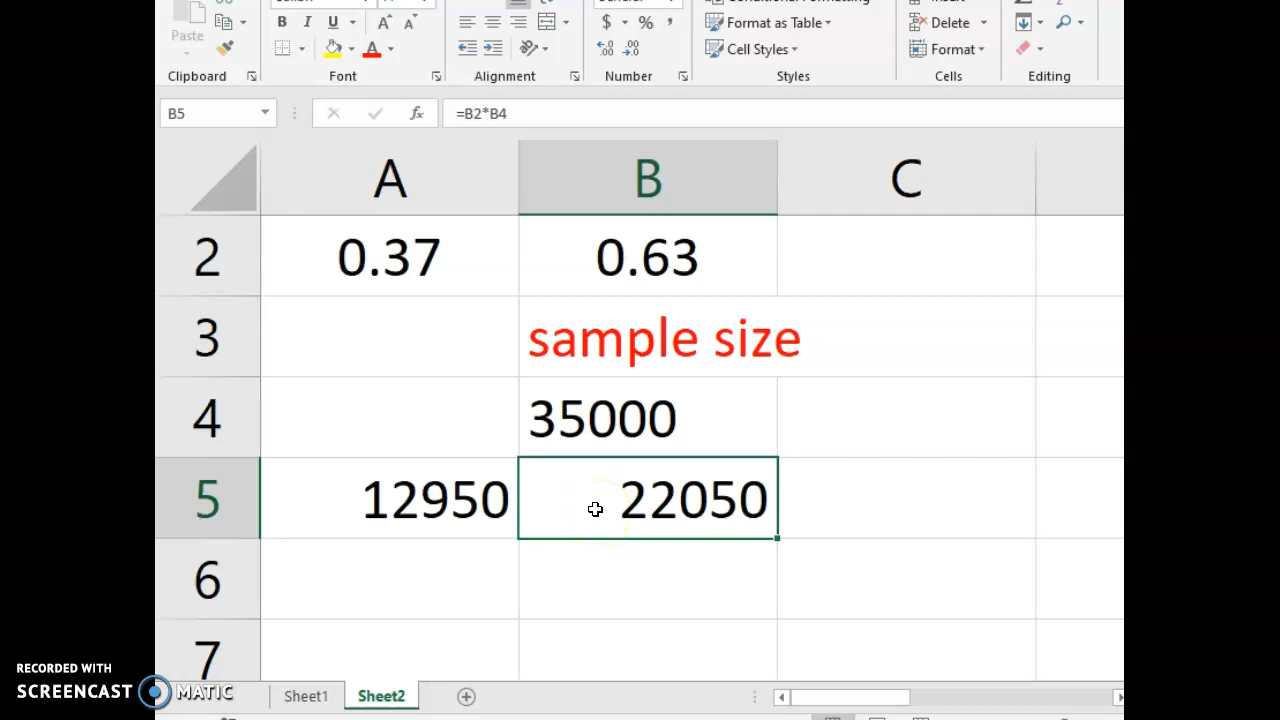 Paste
B I U
A A
$ % 
Format as Table
Cell Styles
Delete
Format
Clipboard Font Alignment Number Styles Cells Editing
B5 fx =B2*B4
A B C
2 0.37 0.63
3 sample size
4 35000
5 12950 22050
6
7
RECORDED WITH
SCREENCAST MATIC
Sheet1 Sheet2